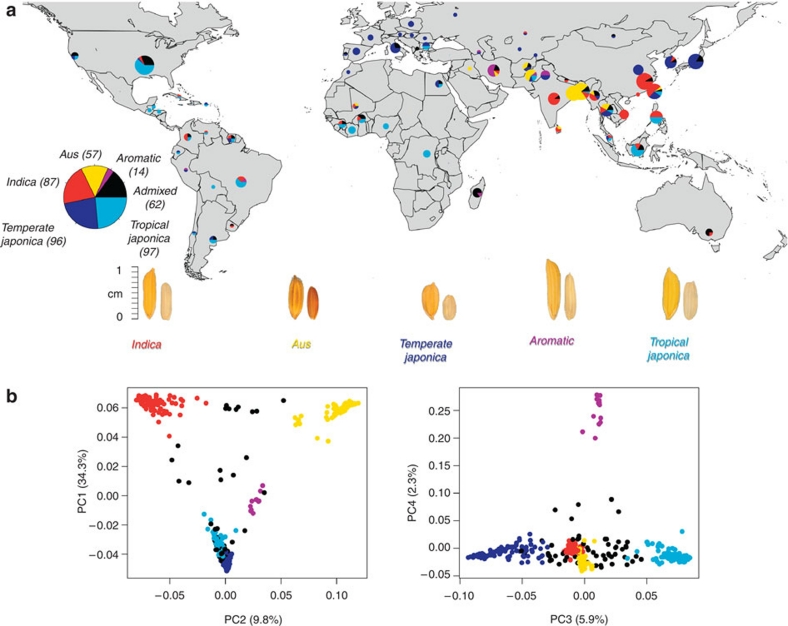 a
Aus (57)
Aromatic
(14)
Indica (87)
Admixed
(62)
Temperate
japonica (96)
Tropical
japonica
(97)
1
cm
0
Indica
Aus
Temperate
japonica
Aromatic
Tropical
japonica
b
0.06
0.04
0.02
0.00
−0.02
−0.04
PC1 (34.3%)
−0.05
0.00
0.05
0.10
PC2 (9.8%)
0.25
0.20
0.15
0.10
0.05
0.00
−0.05
PC4 (2.3%)
−0.10
−0.05
0.00
0.05
PC3 (5.9%)